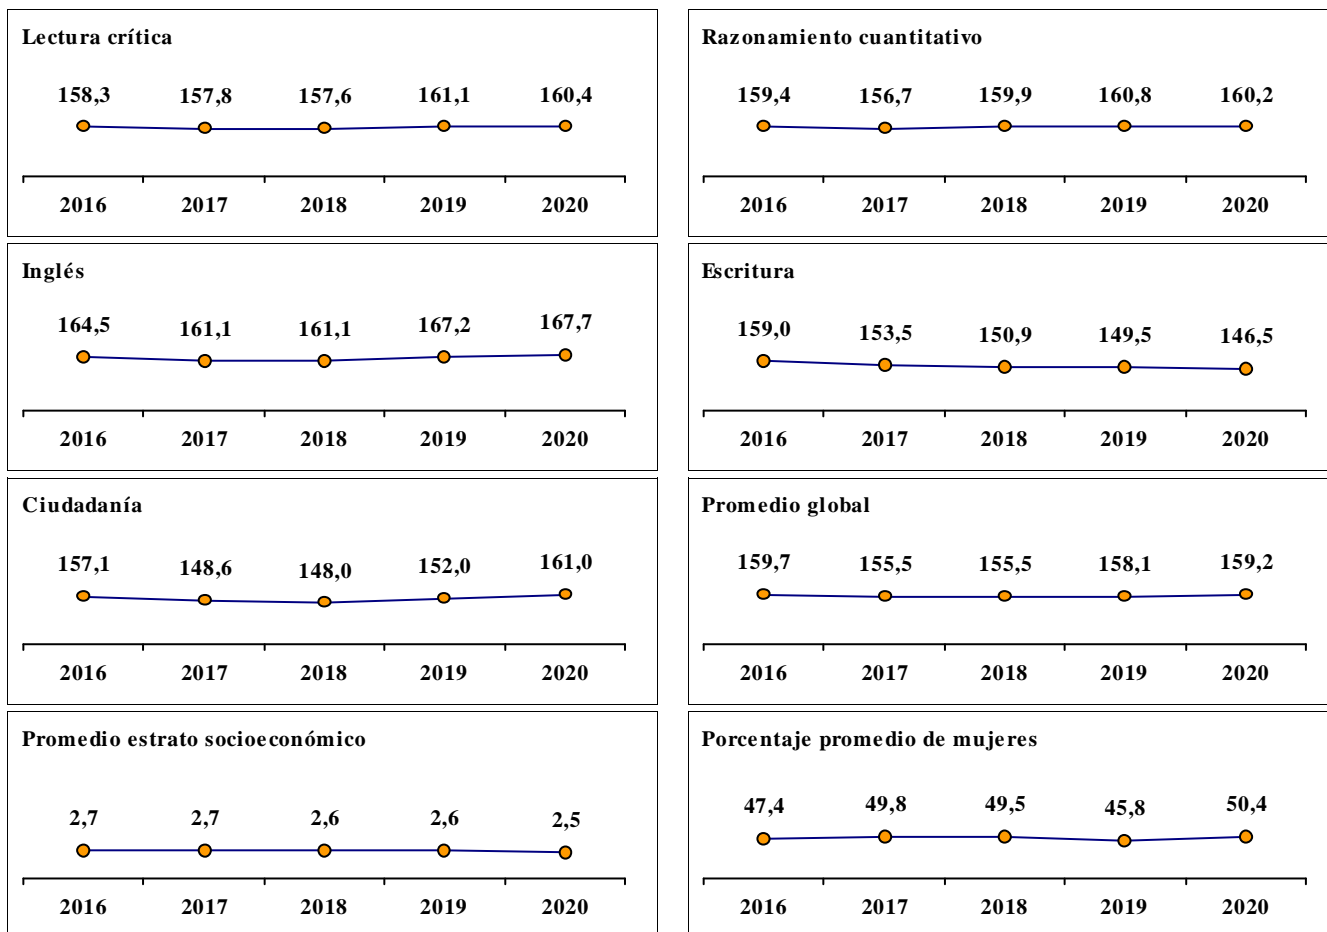 Lectura crítica
158,3 157,8 157,6 161,1 160,4
2016 2017 2018 2019 2020
Razonamiento cuantitativo
159,4 156,7 159,9 160,8 160,2
2016 2017 2018 2019 2020
Inglés
164,5 161,1 161,1 167,2 167,7
2016 2017 2018 2019 2020
Escritura
159,0 153,5 150,9 149,5 146,5
2016 2017 2018 2019 2020
Ciudadanía
157,1 148,6 148,0 152,0 161,0
2016 2017 2018 2019 2020
Promedio global
159,7 155,5 155,5 158,1 159,2
2016 2017 2018 2019 2020
Promedio estrato socioeconómico
2,7 2,7 2,6 2,6 2,5
2016 2017 2018 2019 2020
Porcentaje promedio de mujeres
47,4 49,8 49,5 45,8 50,4
2016 2017 2018 2019 2020